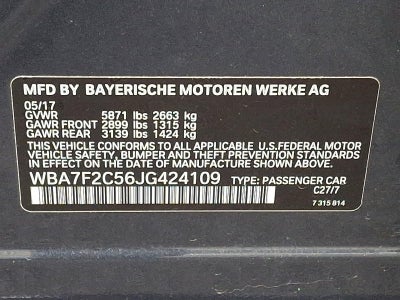 MFD BY BAYERISCHE MOTOREN WERKE AG
05/17
GVWR 5871 lbs 2663 kg
GAWR FRONT 2899 lbs 1315 kg
GAWR REAR 3139 lbs 1424 kg
THIS VEHICLE CONFORMS TO ALL APPLICABLE U.S.FEDERAL MOTOR
VEHICLE SAFETY, BUMPER, AND THEFT PREVENTION STANDARDS IN
EFFECT ON THE DATE OF MANUFACTURE SHOWN ABOVE.
WBA7F2C56JG424109 TYPE: PASSENGER CAR
C27/7
7 315 814